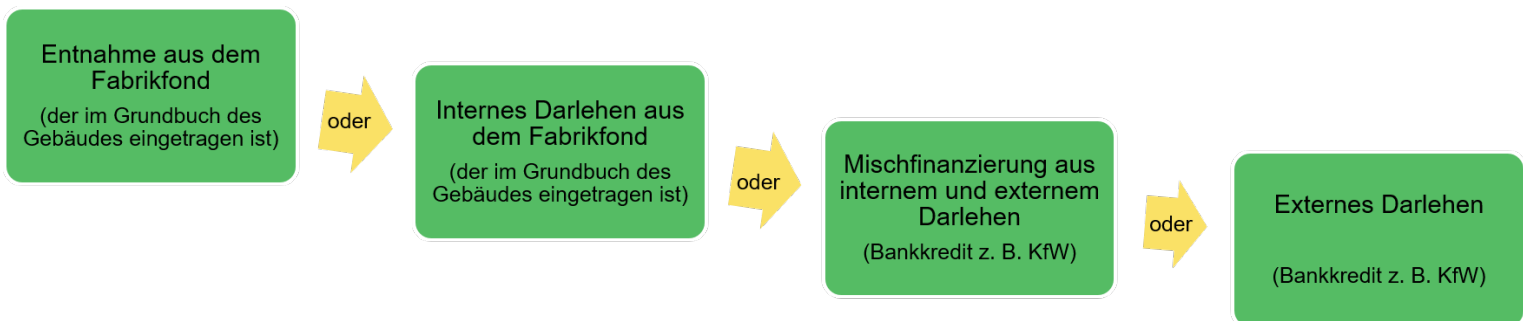 Entnahme aus dem
Fabrikfond
(der im Grundbuch des
Gebäudes eingetragen ist)
oder
Internes Darlehen aus
dem Fabrikfond
(der im Grundbuch des
Gebäudes eingetragen ist)
oder
Mischfinanzierung aus
internem und externem
Darlehen
(Bankkredit z. B. KfW)
oder
Externes Darlehen
(Bankkredit z. B. KfW)